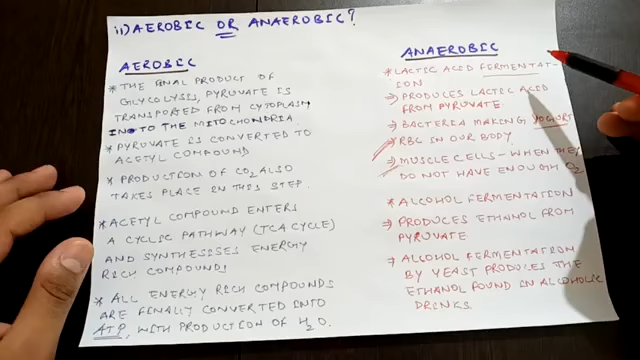 ii) AEROBIC OR ANAEROBIC?
AEROBIC
* THE FINAL PRODUCT OF
GLYCOLYSIS, PYRUVATE IS
TRANSPORTED FROM CYTOPLASM
INTO THE MITOCHONDRIA.
* PYRUVATE IS CONVERTED TO
ACETYL COMPOUND
* PRODUCTION OF CO2 ALSO
TAKES PLACE IN THIS STEP.
* ACETYL COMPOUND ENTERS
A CYCLIC PATHWAY (TCA CYCLE)
AND SYNTHESISES ENERGY
RICH COMPOUNDS
* ALL ENERGY RICH COMPOUNDS
ARE FINALLY CONVERTED INTO
ATP, WITH PRODUCTION OF H2O.
ANAEROBIC
* LACTIC ACID FERMENTAT-
ION
⇒ PRODUCES LACTIC ACID
FROM PYRUVATE
⇒ BACTERIA MAKING YOGURT
⇒ RBC IN OUR BODY
⇒ MUSCLE CELLS - WHEN THEY
DO NOT HAVE ENOUGH O2
* ALCOHOL FERMENTATION
⇒ PRODUCES ETHANOL FROM
PYRUVATE
→ ALCOHOL FERMENTATION
BY YEAST PRODUCES THE
ETHANOL FOUND IN ALCOHOLIC
DRINKS